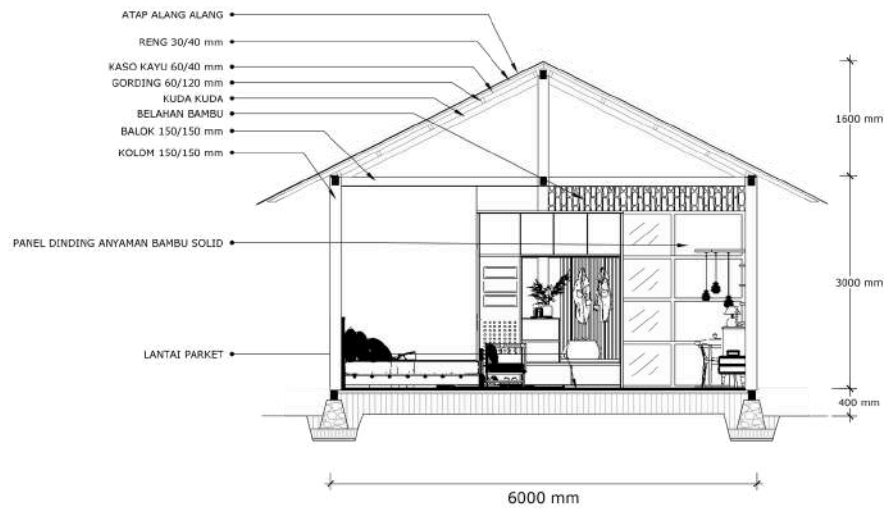 ATAP ALANG ALANG
RENG 30/40 mm
KASO KAYU 60/40 mm
GORDING 60/120 mm
KUDA KUDA
BELAHAN BAMBU
BALOK 150/150 mm
KOLOM 150/150 mm
PANEL DINDING ANYAMAN BAMBU SOLID
LANTAI PARKET
1600 mm
3000 mm
400 mm
6000 mm